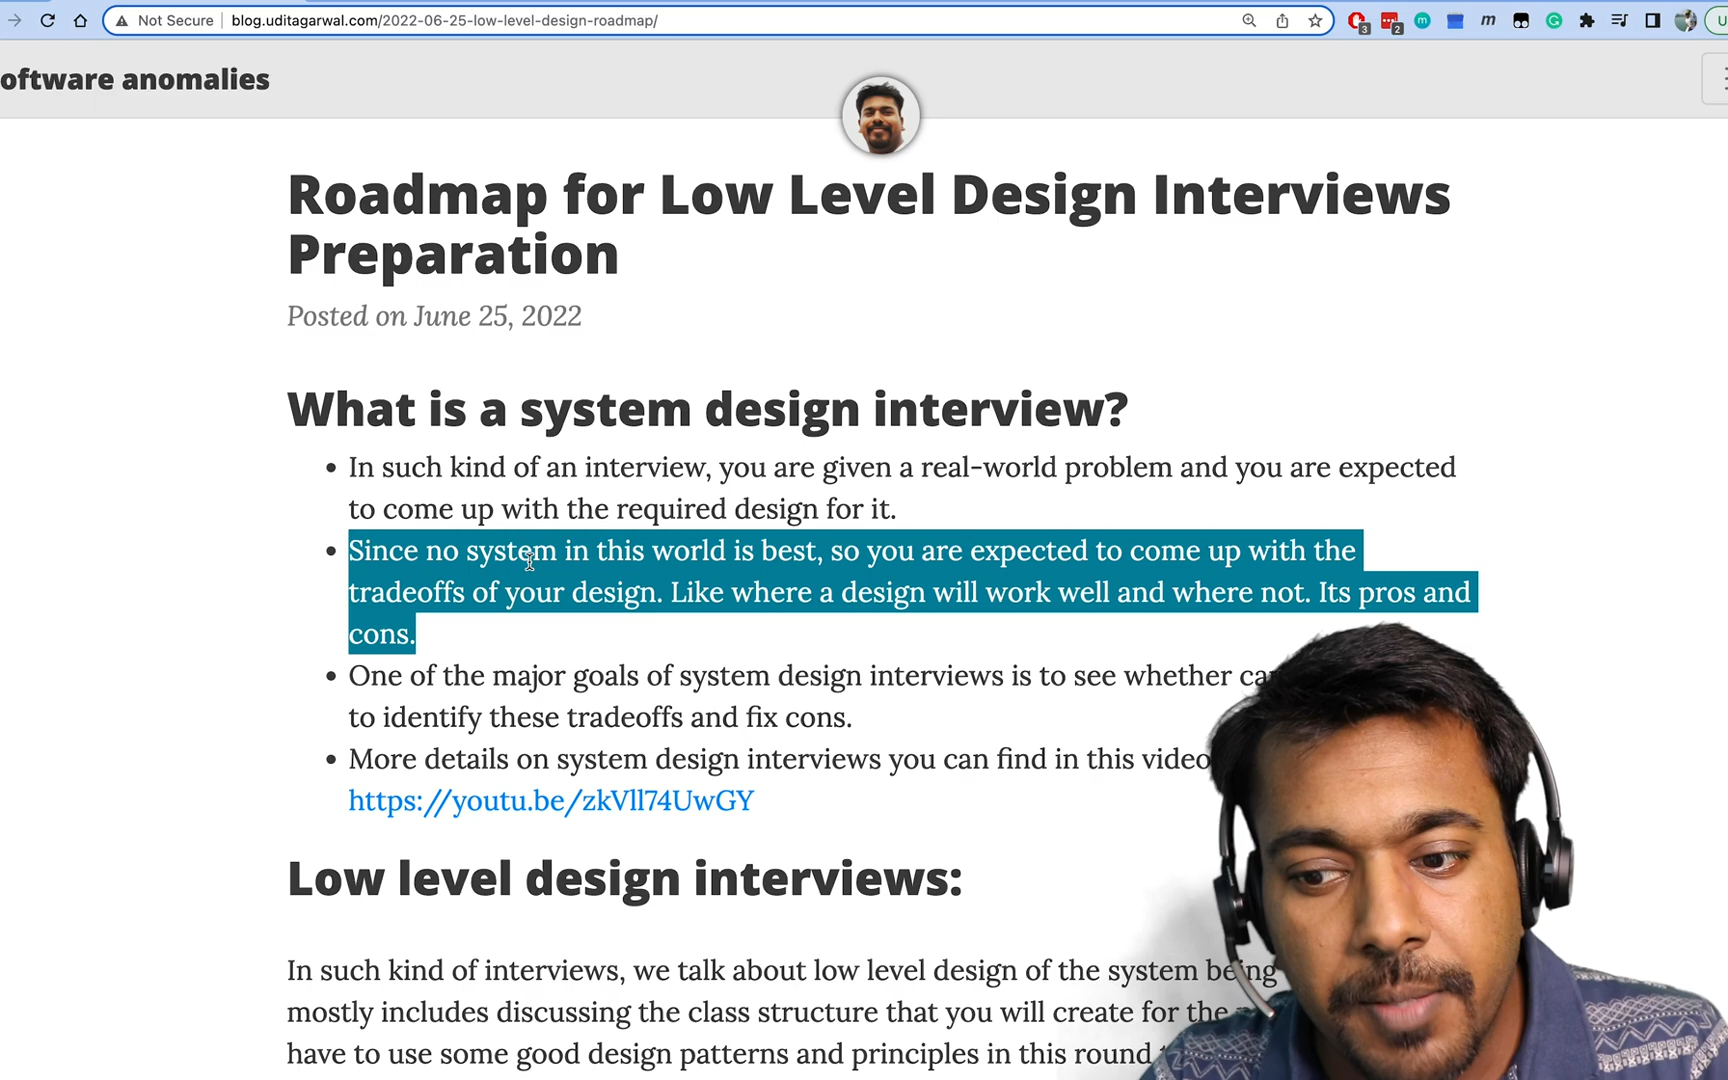 Not Secure blog.uditagarwal.com/2022-06-25-low-level-design-roadmap/
3
2
m
oftware anomalies
Roadmap for Low Level Design Interviews
Preparation
Posted on June 25, 2022
What is a system design interview?
• In such kind of an interview, you are given a real-world problem and you are expected
to come up with the required design for it.
• Since no system in this world is best, so you are expected to come up with the
tradeoffs of your design. Like where a design will work well and where not. Its pros and
cons.
• One of the major goals of system design interviews is to see whether
to identify these tradeoffs and fix cons.
• More details on system design interviews you can find in this video
https://youtu.be/zkVll74UwGY
Low level design interviews:
In such kind of interviews, we talk about low level design of the system being
mostly includes discussing the class structure that you will create for the
have to use some good design patterns and principles in this round